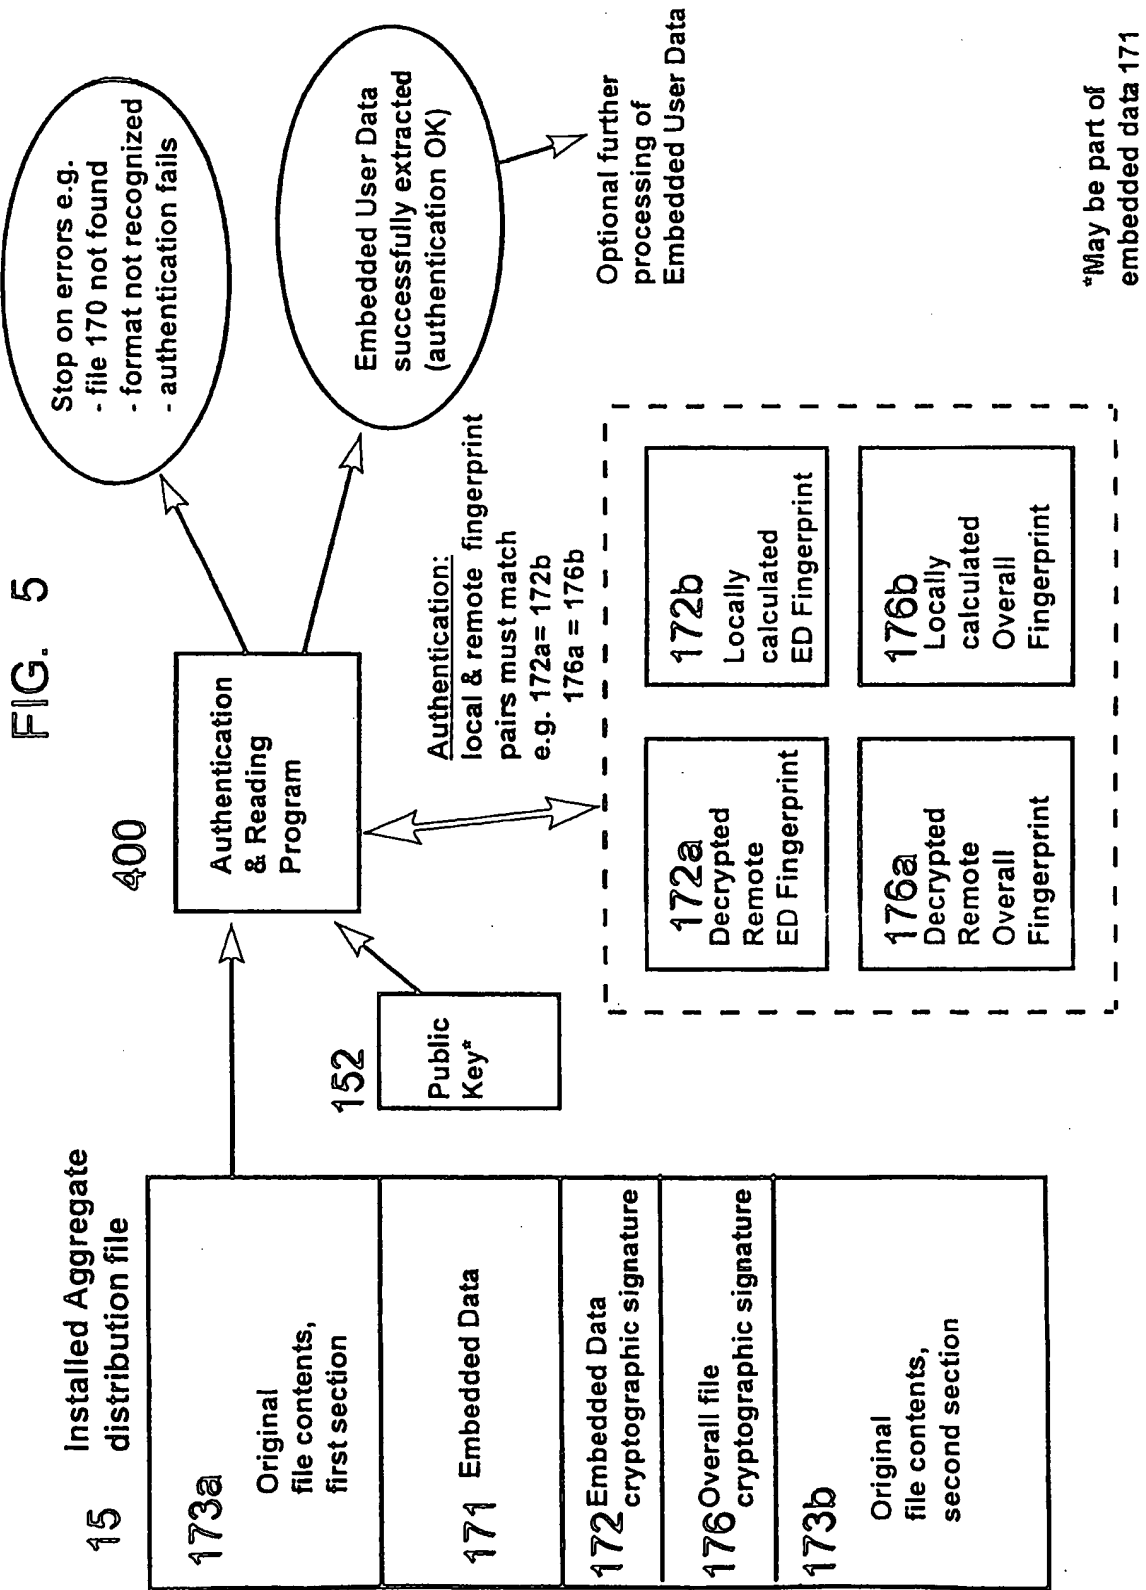 FIG. 5
15
Installed Aggregate
distribution file
173a
Original
file contents,
first section
171 Embedded Data
172 Embedded Data
cryptographic signature
176 Overall file
cryptographic signature
173b
Original
file contents,
second section
152
Public
Key*
400
Authentication
& Reading
Program
Stop on errors e.g.
- file 170 not found
- format not recognized
- authentication fails
Embedded User Data
successfully extracted
(authentication OK)
Optional further
processing of
Embedded User Data
Authentication:
local & remote fingerprint
pairs must match
e.g. 172a= 172b
176a = 176b
172a
Decrypted
Remote
ED Fingerprint
172b
Locally
calculated
ED Fingerprint
176a
Decrypted
Remote
Overall
Fingerprint
176b
Locally
calculated
Overall
Fingerprint
*May be part of
embedded data 171